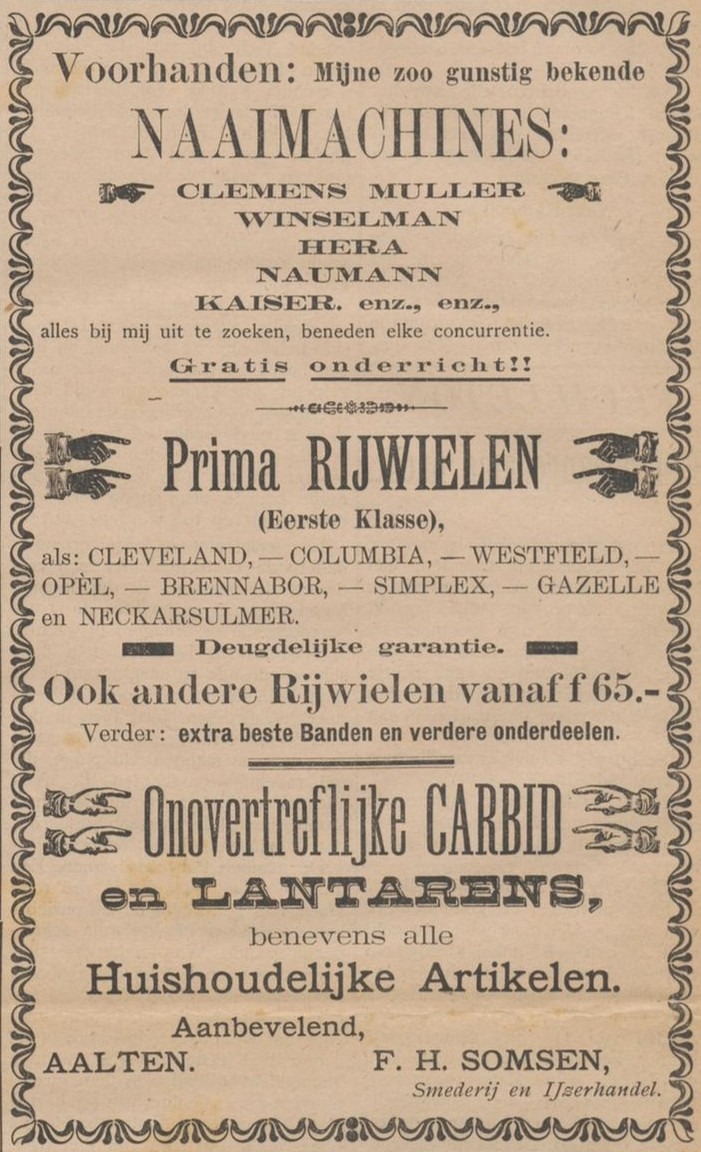 Voorhanden: Mijne zoo gunstig bekende
NAAIMACHINES:
CLEMENS MULLER
WINSELMAN
HERA
NAUMANN
KAISER. enz., enz.,
alles bij mij uit te zoeken, beneden elke concurrentie.
Gratis onderricht!!
Prima RIJWIELEN
(Eerste Klasse),
als: CLEVELAND, — COLUMBIA, — WESTFIELD, —
OPÈL, — BRENNABOR, — SIMPLEX, — GAZELLE
en NECKARSULMER.
Deugdelijke garantie.
Ook andere Rijwielen vanaf f 65.-
Verder: extra beste Banden en verdere onderdeelen.
Onovertreflijke CARBID
en LANTARENS,
benevens alle
Huishoudelijke Artikelen.
Aanbevelend,
AALTEN. F. H. SOMSEN,
Smederij en IJzerhandel.